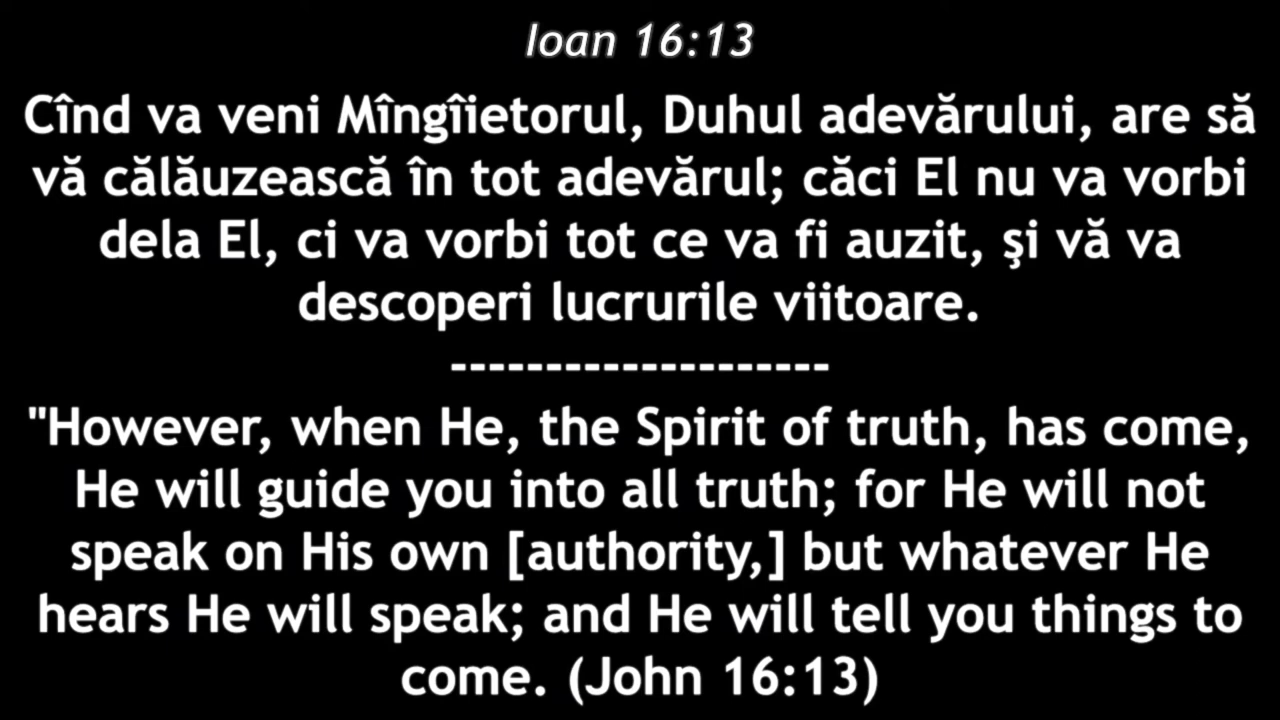 Ioan 16:13
Cînd va veni Mîngîietorul, Duhul adevărului, are să
vă călăuzească în tot adevărul; căci El nu va vorbi
dela El, ci va vorbi tot ce va fi auzit, şi vă va
descoperi lucrurile viitoare.
--------------------
"However, when He, the Spirit of truth, has come,
He will guide you into all truth; for He will not
speak on His own [authority,] but whatever He
hears He will speak; and He will tell you things to
come. (John 16:13)